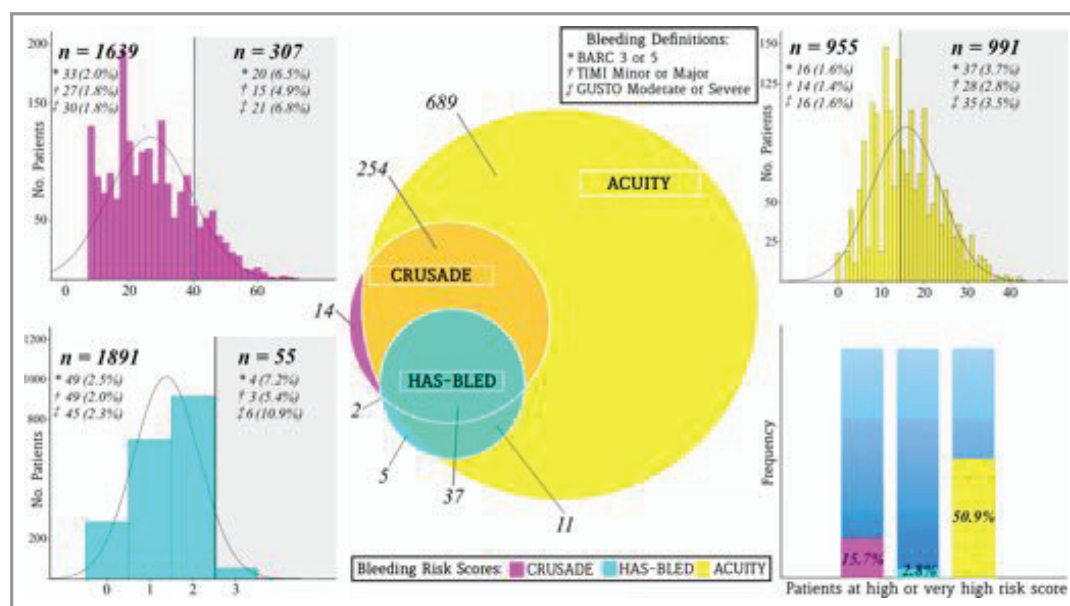 200
150
100
50
0 20 40 60
No. Patients
n = 1639
* 33 (2.0%)
† 27 (1.8%)
‡ 30 (1.8%)
n = 307
* 20 (6.5%)
† 15 (4.9%)
‡ 21 (6.8%)
Bleeding Definitions:
* BARC 3 or 5
† TIMI Minor or Major
‡ GUSTO Moderate or Severe
150
125
75
50
25
0 10 20 30 40
No. Patients
n = 955
* 16 (1.6%)
† 14 (1.4%)
‡ 16 (1.6%)
n = 991
* 37 (3.7%)
† 28 (2.8%)
‡ 35 (3.5%)
689
254
14
2
5
37
11
ACUITY
CRUSADE
HAS-BLED
1200
1000
800
200
0 1 2 3
No. Patients
n = 1891
* 49 (2.5%)
† 49 (2.0%)
‡ 45 (2.3%)
n = 55
* 4 (7.2%)
† 3 (5.4%)
‡ 6 (10.9%)
Frequency
15.7%
2.8%
50.9%
Patients at high or very high risk score
Bleeding Risk Scores: CRUSADE HAS-BLED ACUITY